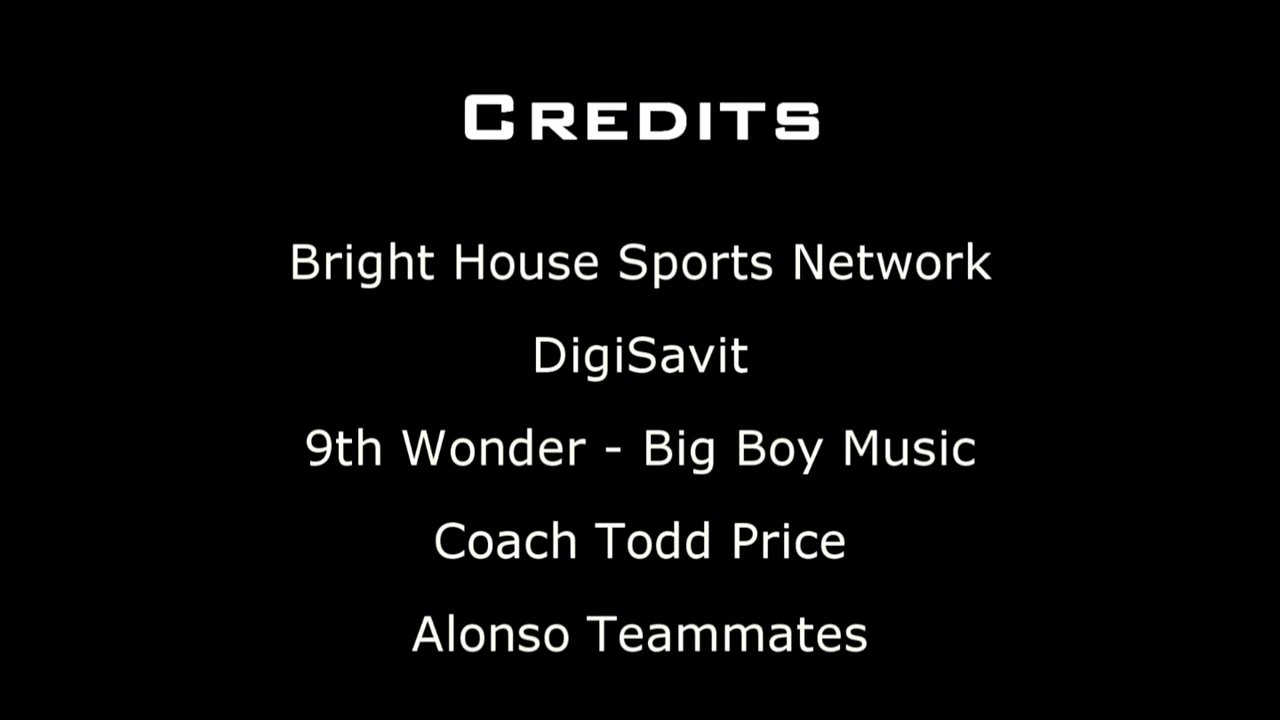 CREDITS
Bright House Sports Network
DigiSavit
9th Wonder - Big Boy Music
Coach Todd Price
Alonso Teammates